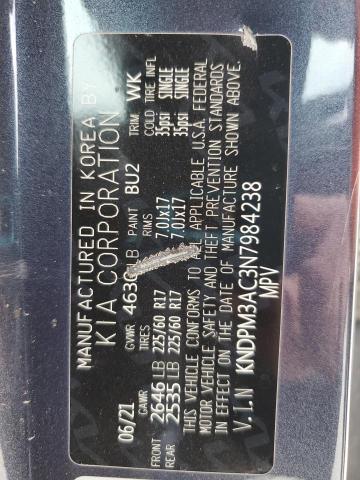 MANUFACTURED IN KOREA BY
KIA CORPORATION
06/21 GVWR 4630LB PAINT BU2 TRIM WK
GAWR TIRES RIMS COLD TIRE INFL
FRONT 2646 LB 225/60 R17 7.0JX17 35psi SINGLE
REAR 2535 LB 225/60 R17 7.0JX17 35psi SINGLE
THIS VEHICLE CONFORMS TO ALL APPLICABLE U.S.A. FEDERAL
MOTOR VEHICLE SAFETY AND THEFT PREVENTION STANDARDS
IN EFFECT ON THE DATE OF MANUFACTURE SHOWN ABOVE.
V.I.N KNDPM3AC3N7984238
MPV